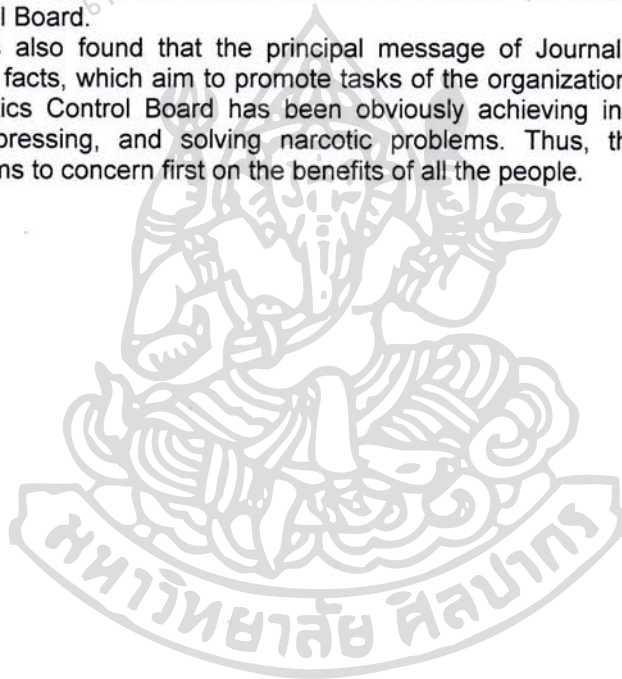 l Board.
also found that the principal message of Journal
facts, which aim to promote tasks of the organization
ics Control Board has been obviously achieving in
pressing, and solving narcotic problems. Thus, th
ms to concern first on the benefits of all the people.
มหาวิทยาลัย ศิลปากร